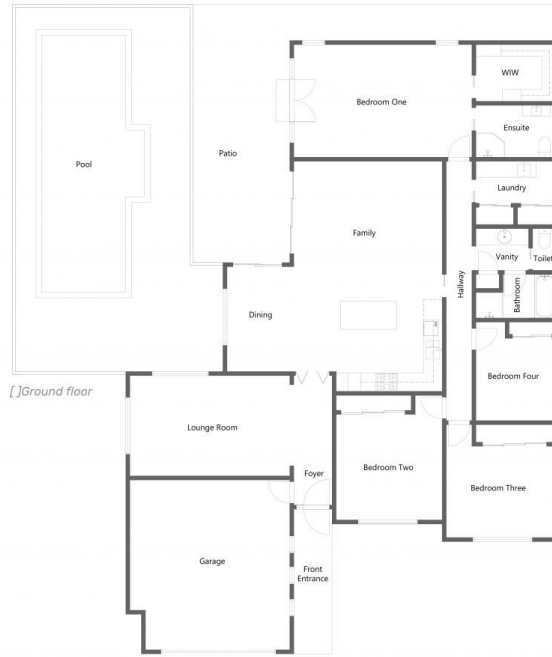 WIW
Bedroom One
Ensuite
Patio
Pool
Laundry
Family
Vanity
Toilet
Hallway
Bathroom
Dining
Bedroom Four
[ ]Ground floor
Lounge Room
Bedroom Two
Foyer
Bedroom Three
Garage
Front
Entrance